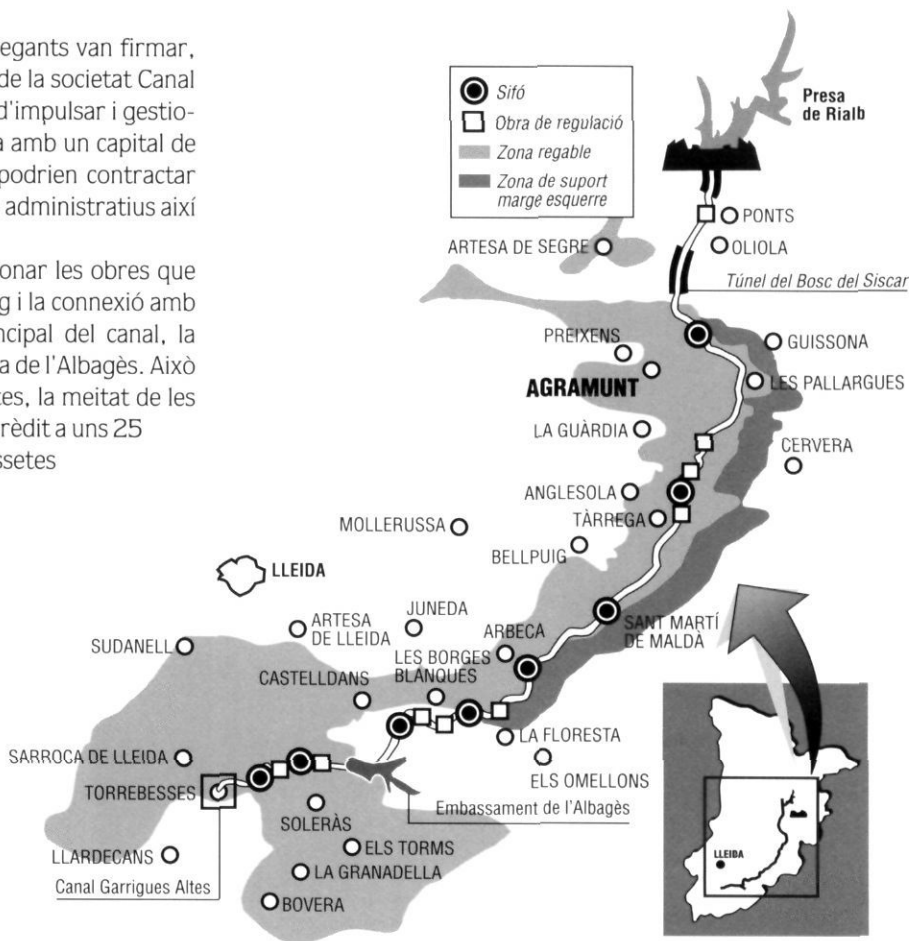 egants van firmar,
de la societat Canal
d'impulsar i gestio-
a amb un capital de
podrien contractar
administratius així
onar les obres que
g i la connexió amb
ncipal del canal, la
a de l'Albagès. Això
tes, la meitat de les
rèdit a uns 25
ssetes
Sifó
Obra de regulació
Zona regable
Zona de suport
marge esquerre
Presa
de Rialb
PONTS
ARTESA DE SEGRE
OLIOLA
Túnel del Bosc del Siscar
PREIXENS
GUISSONA
AGRAMUNT
LES PALLARGUES
LA GUÀRDIA
CERVERA
ANGLESOLA
MOLLERUSSA
TÀRREGA
BELLPUIG
LLEIDA
ARTESA
DE LLEIDA
JUNEDA
SUDANELL
ARBECA
SANT MARTÍ
DE MALDÀ
LES BORGES
BLANQUES
CASTELLDANS
LA FLORESTA
SARROCA DE LLEIDA
ELS OMELLONS
TORREBESSES
Embassament de l'Albagès
SOLERÀS
LLARDECANS
ELS TORMS
LA GRANADELLA
Canal Garrigues Altes
BOVERA
LLEIDA